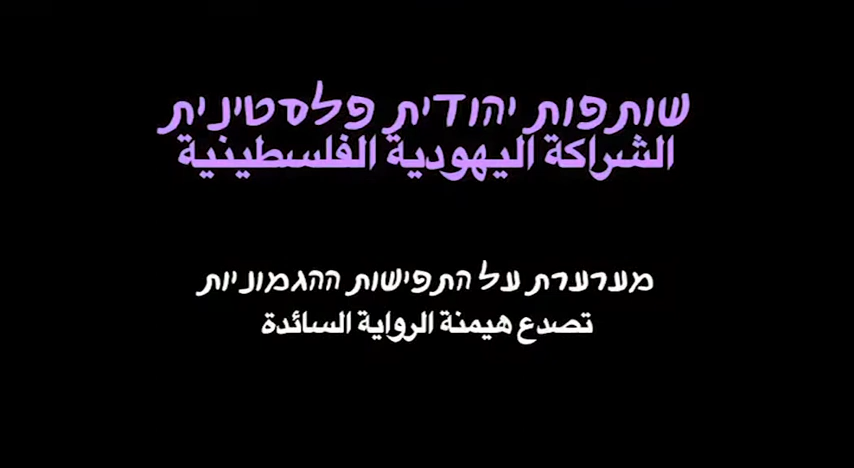 שותפות יהודית פלסטינית
الشراكة اليهودية الفلسطينية
מערערת על התפישות ההגמוניות
تصدع هيمنة الرواية السائدة